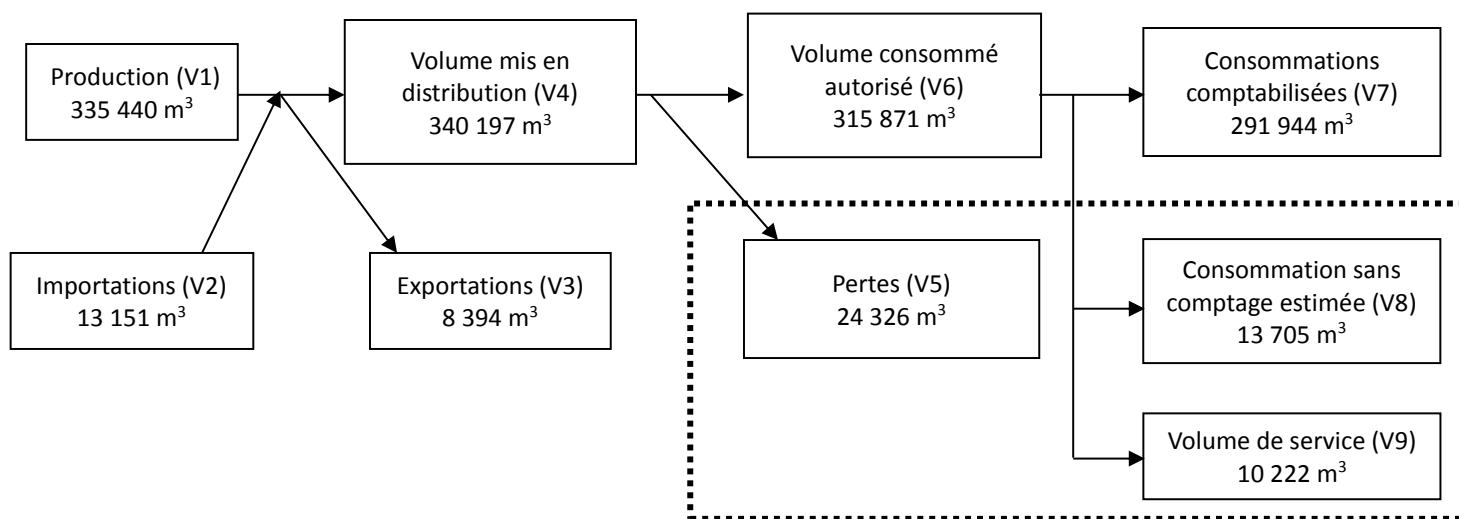 Production (V1)
335 440 m³
Volume mis en
distribution (V4)
340 197 m³
Volume consommé
autorisé (V6)
315 871 m³
Consommations
comptabilisées (V7)
291 944 m³
Importations (V2)
13 151 m³
Exportations (V3)
8 394 m³
Pertes (V5)
24 326 m³
Consommation sans
comptage estimée (V8)
13 705 m³
Volume de service (V9)
10 222 m³